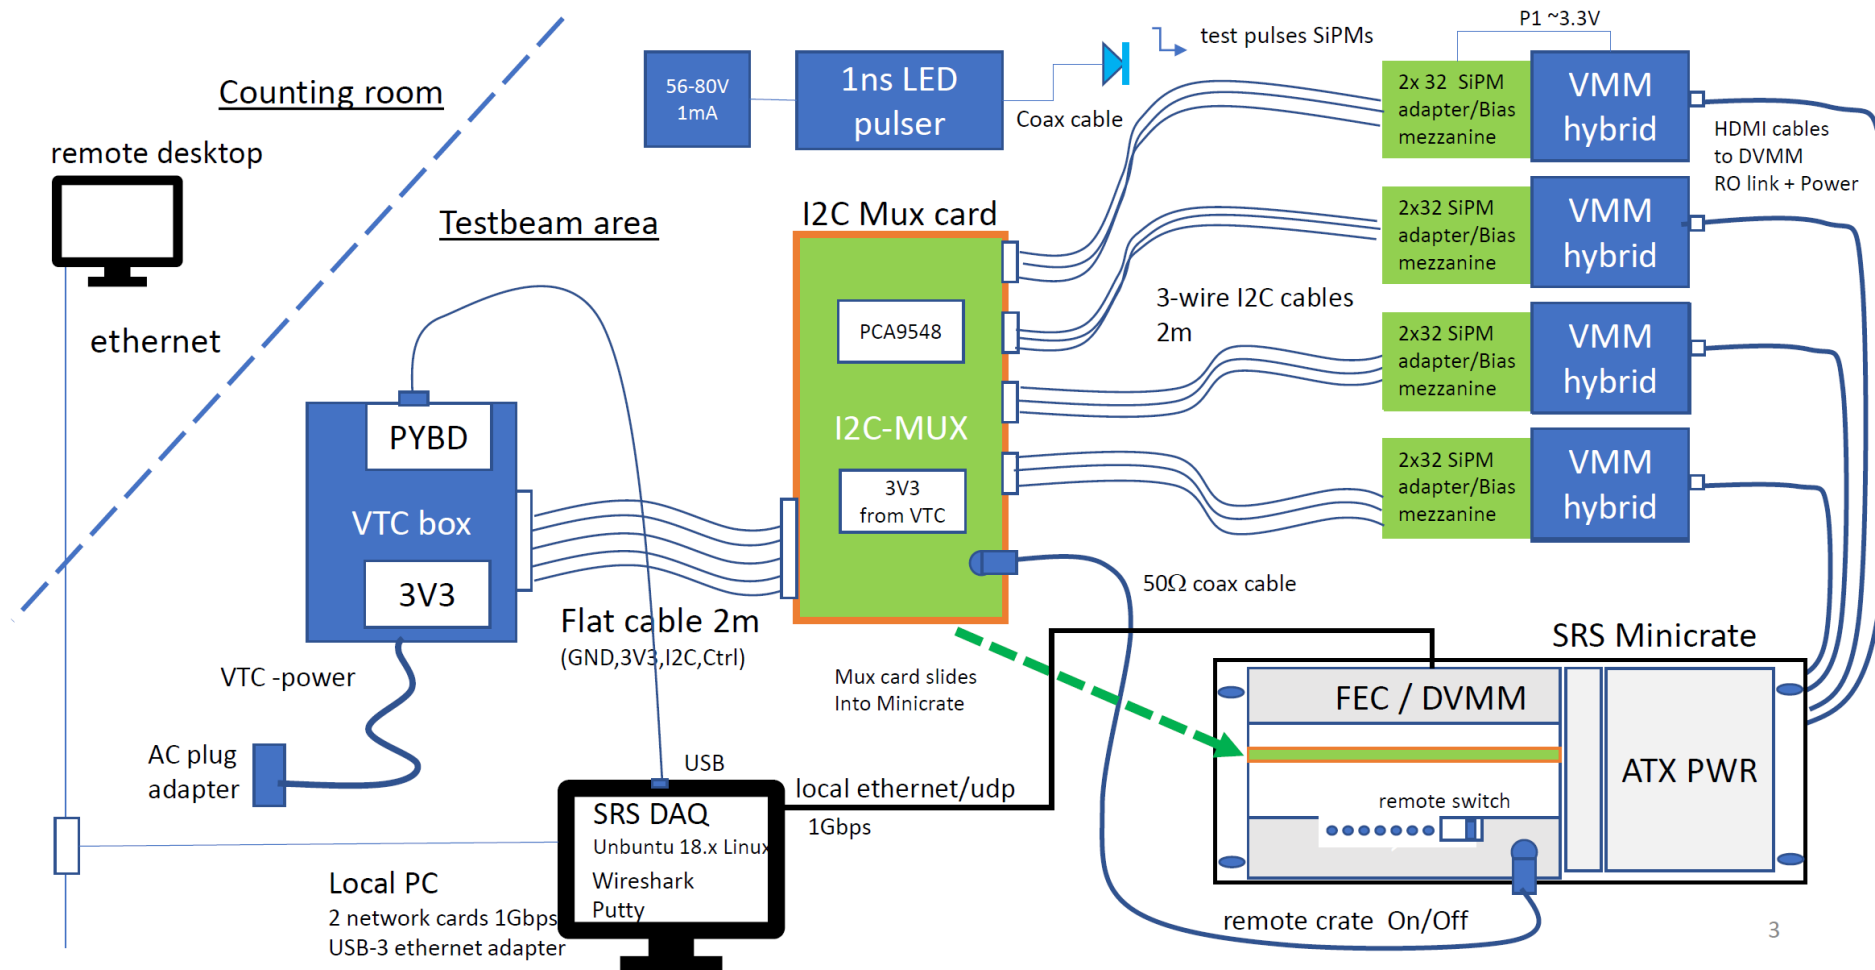 Counting room
remote desktop
ethernet
Testbeam area
56-80V
1mA
1ns LED
pulser
Coax cable
test pulses SiPMs
P1 ~3.3V
2x 32 SiPM
adapter/Bias
mezzanine
VMM
hybrid
HDMI cables
to DVMM
RO link + Power
2x32 SiPM
adapter/Bias
mezzanine
VMM
hybrid
2x32 SiPM
adapter/Bias
mezzanine
VMM
hybrid
2x32 SiPM
adapter/Bias
mezzanine
VMM
hybrid
I2C Mux card
PCA9548
I2C-MUX
3V3
from VTC
3-wire I2C cables
2m
50Ω coax cable
PYBD
VTC box
3V3
Flat cable 2m
(GND,3V3,I2C,Ctrl)
VTC -power
AC plug
adapter
Mux card slides
Into Minicrate
SRS Minicrate
FEC / DVMM
ATX PWR
remote switch
remote crate On/Off
USB
local ethernet/udp
1Gbps
SRS DAQ
Unbuntu 18.x Linux
Wireshark
Putty
Local PC
2 network cards 1Gbps
USB-3 ethernet adapter
3